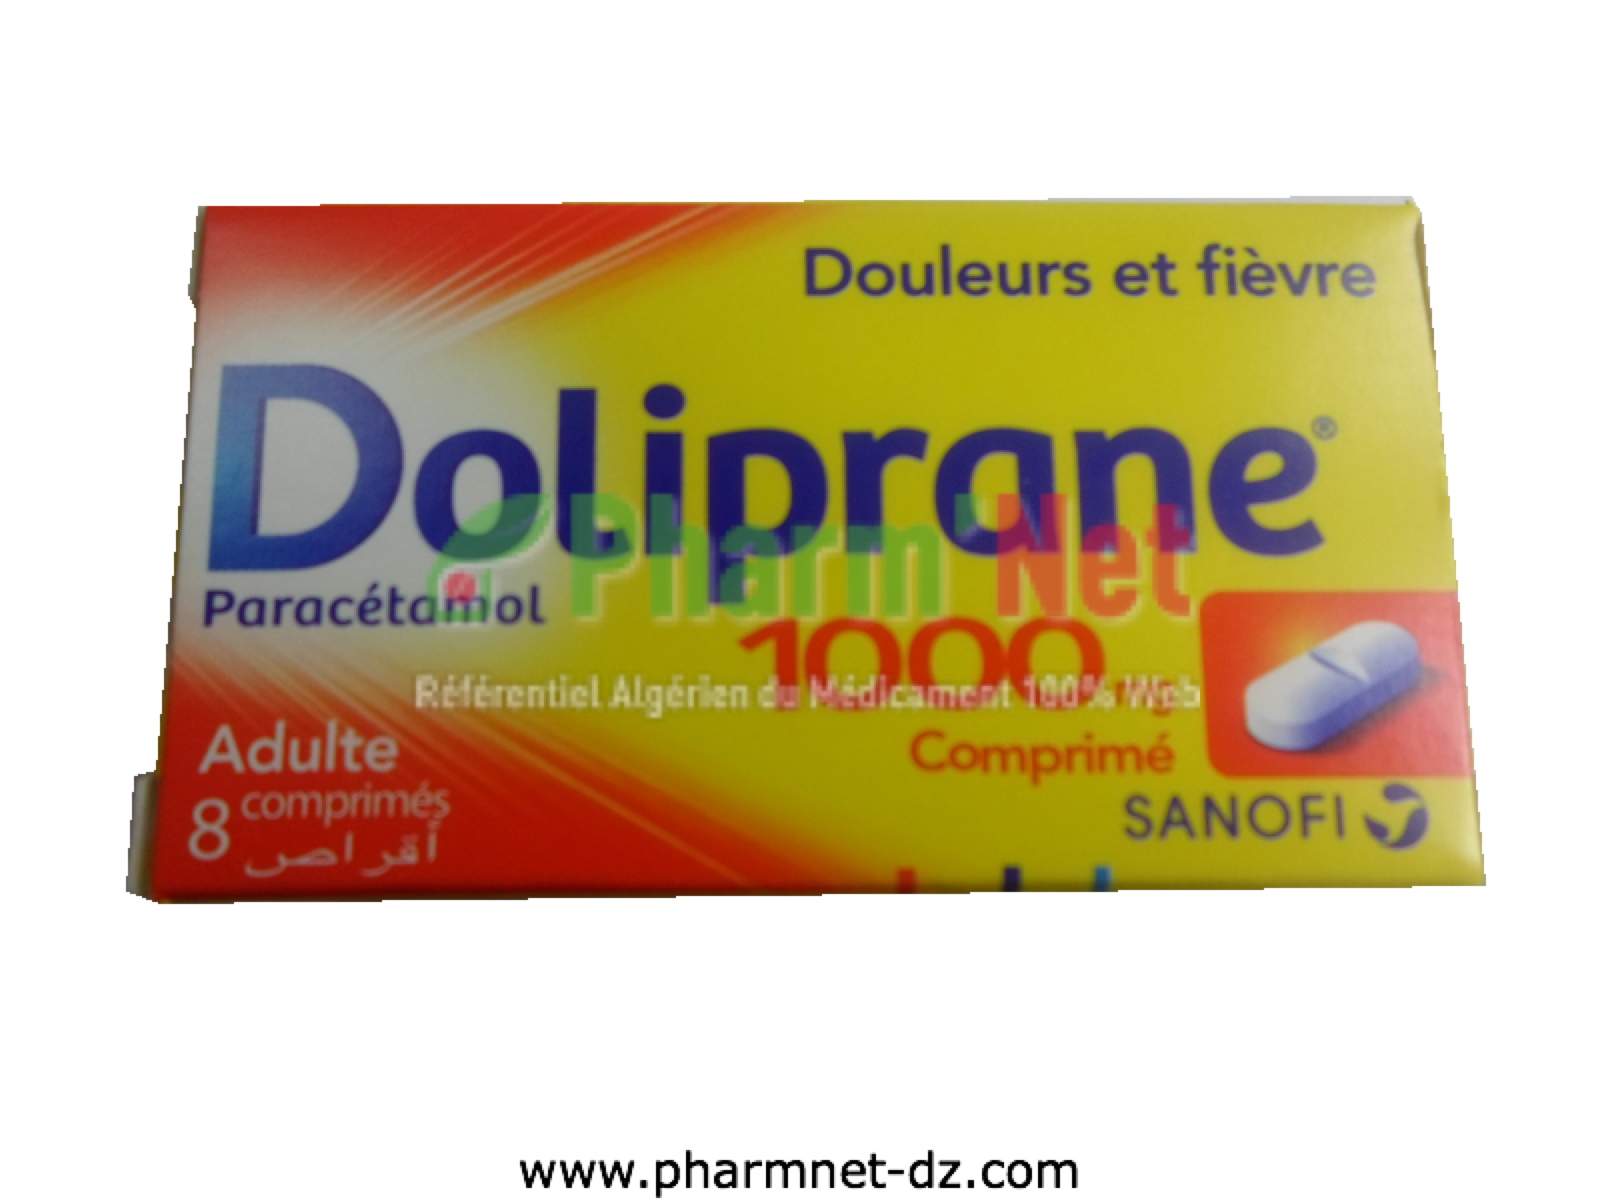 Douleurs et fièvre
Doliprane®
Pharm'Net
Paracétamol
1000 mg
Référentiel Algérien du Médicament 100% Web
Comprimé
Adulte
8 comprimés
أقراص
SANOFI
www.pharmnet-dz.com